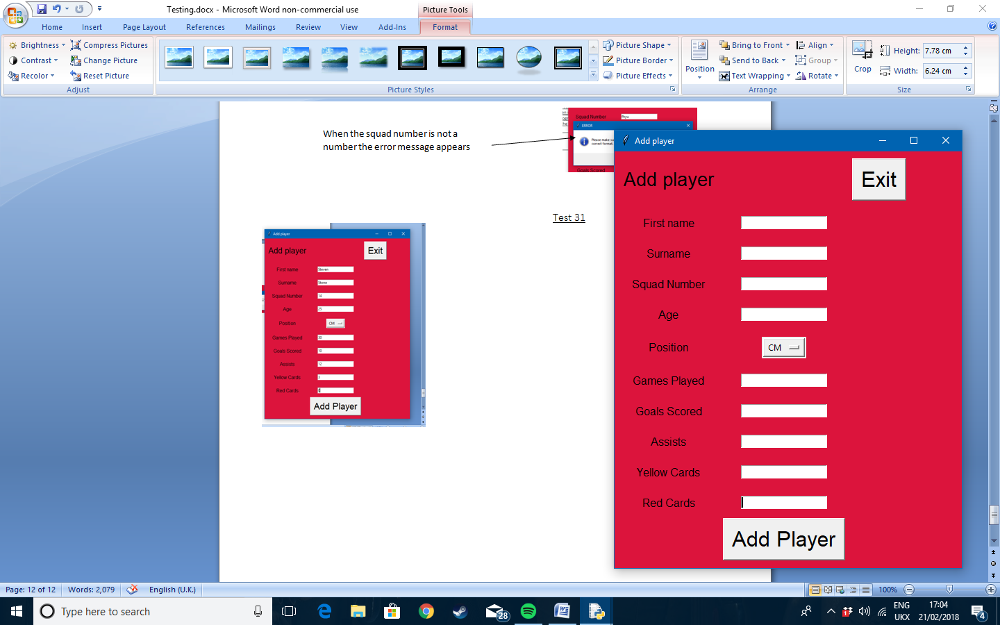 Testing.docx - Microsoft Word non-commercial use
Picture Tools
Home Insert Page Layout References Mailings Review View Add-Ins Format
Brightness
Contrast
Recolor
Compress Pictures
Change Picture
Reset Picture
Adjust
Picture Styles
Picture Shape
Picture Border
Picture Effects
Position
Bring to Front
Send to Back
Text Wrapping
Align
Group
Rotate
Arrange
Crop
Height: 7.78 cm
Width: 6.24 cm
Size
When the squad number is not a
number the error message appears
Squad Number
ERROR
Please make su
correct format.
Goals Scored
Test 31
Add player
Add player
Exit
First name Steven
Surname Stone
Squad Number 14
Age 25
Position CM
Games Played 30
Goals Scored 10
Assists 12
Yellow Cards 3
Red Cards
Add Player
Add player
Add player
Exit
First name
Surname
Squad Number
Age
Position CM
Games Played
Goals Scored
Assists
Yellow Cards
Red Cards
Add Player
Page: 12 of 12
Words: 2,079
English (U.K.)
100%
Type here to search
28
ENG
UKX
17:04
21/02/2018
4